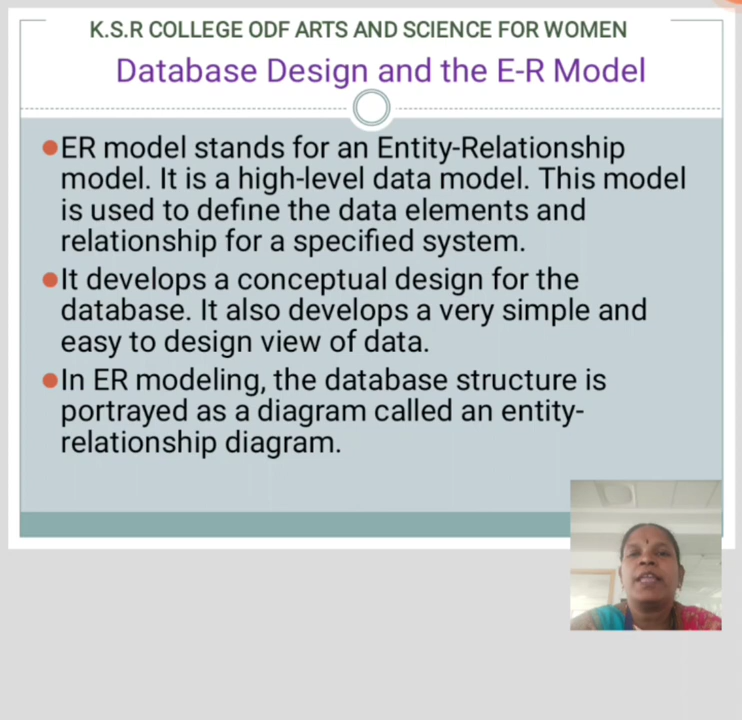 K.S.R COLLEGE ODF ARTS AND SCIENCE FOR WOMEN
Database Design and the E-R Model
ER model stands for an Entity-Relationship
model. It is a high-level data model. This model
is used to define the data elements and
relationship for a specified system.
It develops a conceptual design for the
database. It also develops a very simple and
easy to design view of data.
In ER modeling, the database structure is
portrayed as a diagram called an entity-
relationship diagram.